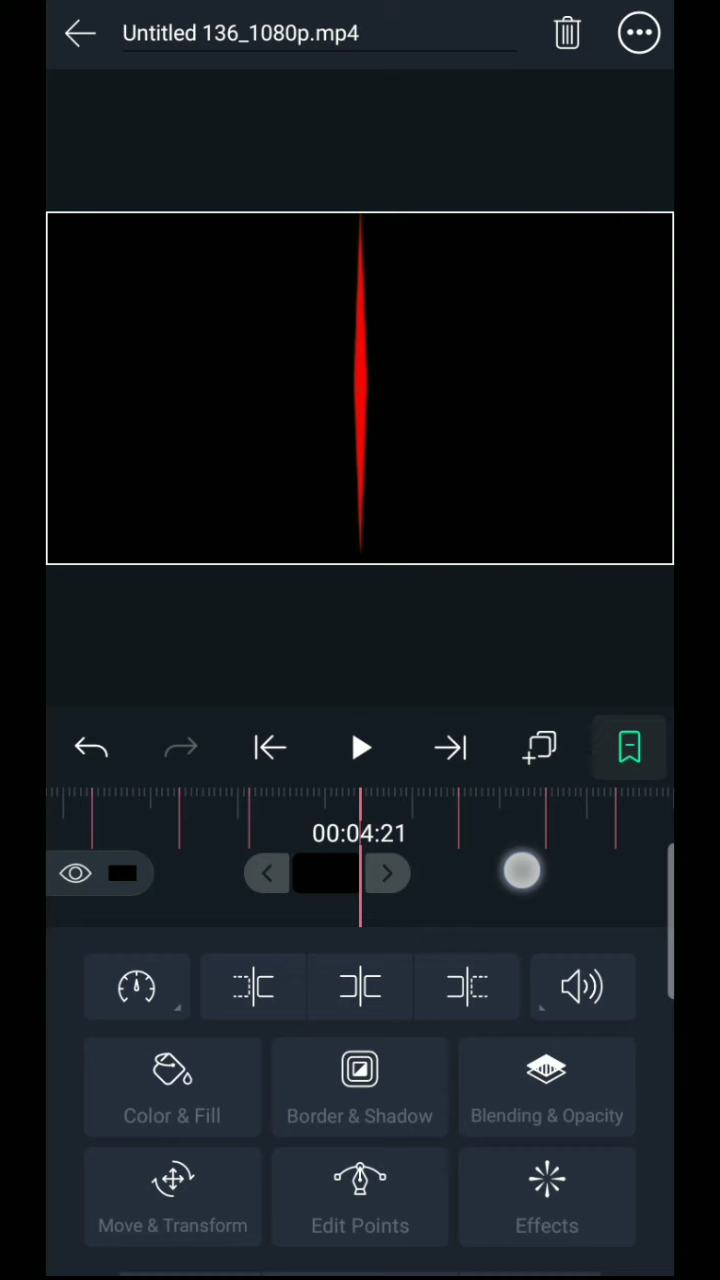 Untitled 136_1080p.mp4
00:04:21
Color & Fill
Border & Shadow
Blending & Opacity
Move & Transform
Edit Points
Effects